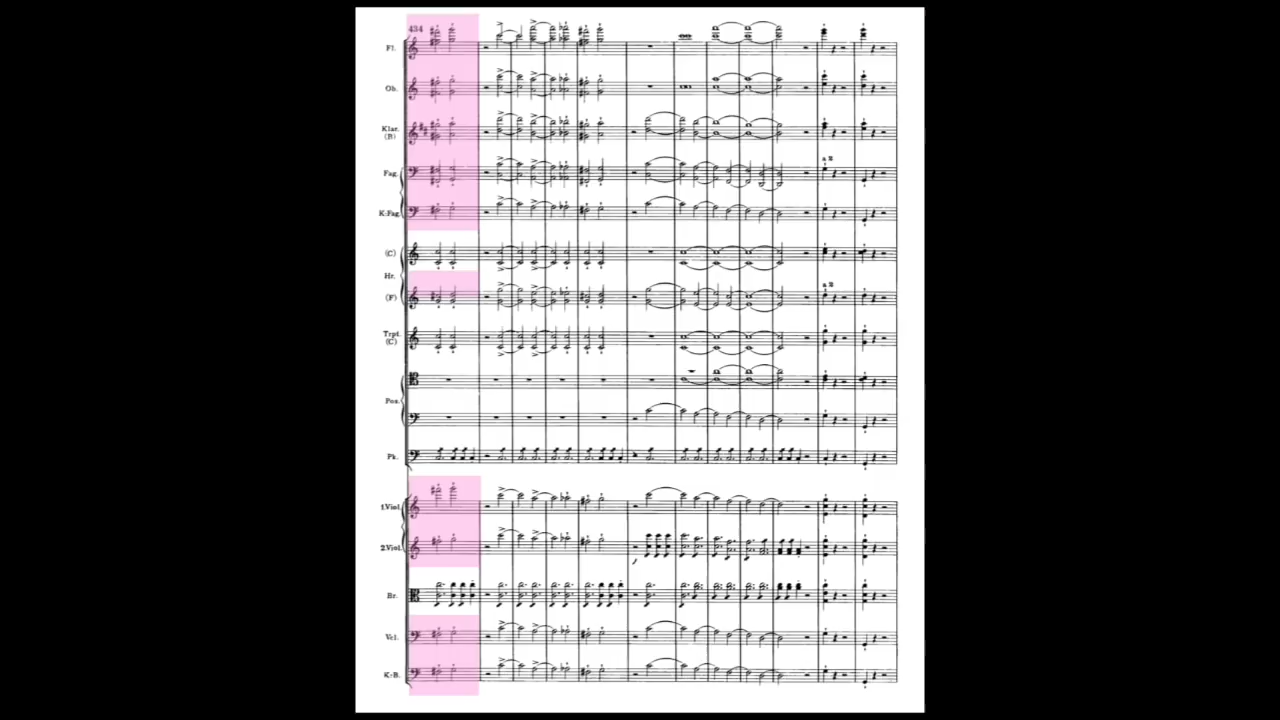 434
Fl.
Ob.
Klar.
(B)
Fag.
K-Fag.
(C)
Hr.
(F)
Trpt.
(C)
Pos.
Pk.
1.Viol.
2.Viol.
Br.
Vcl.
K-B.
a 2
a 2